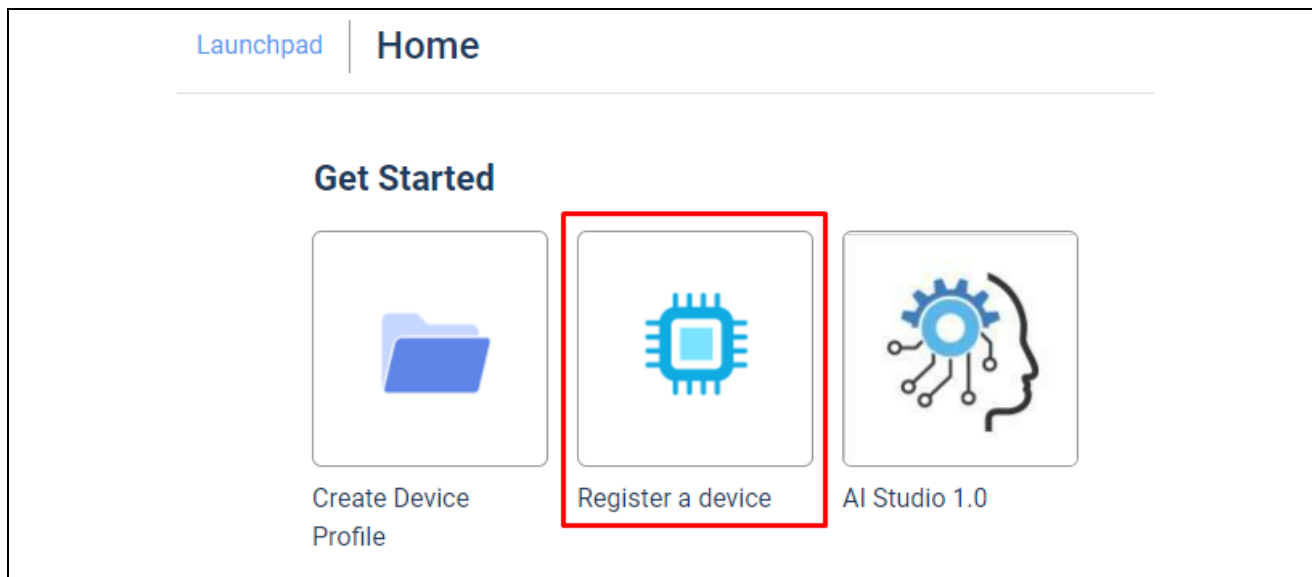 Launchpad Home
Get Started
Create Device Profile
Register a device
AI Studio 1.0